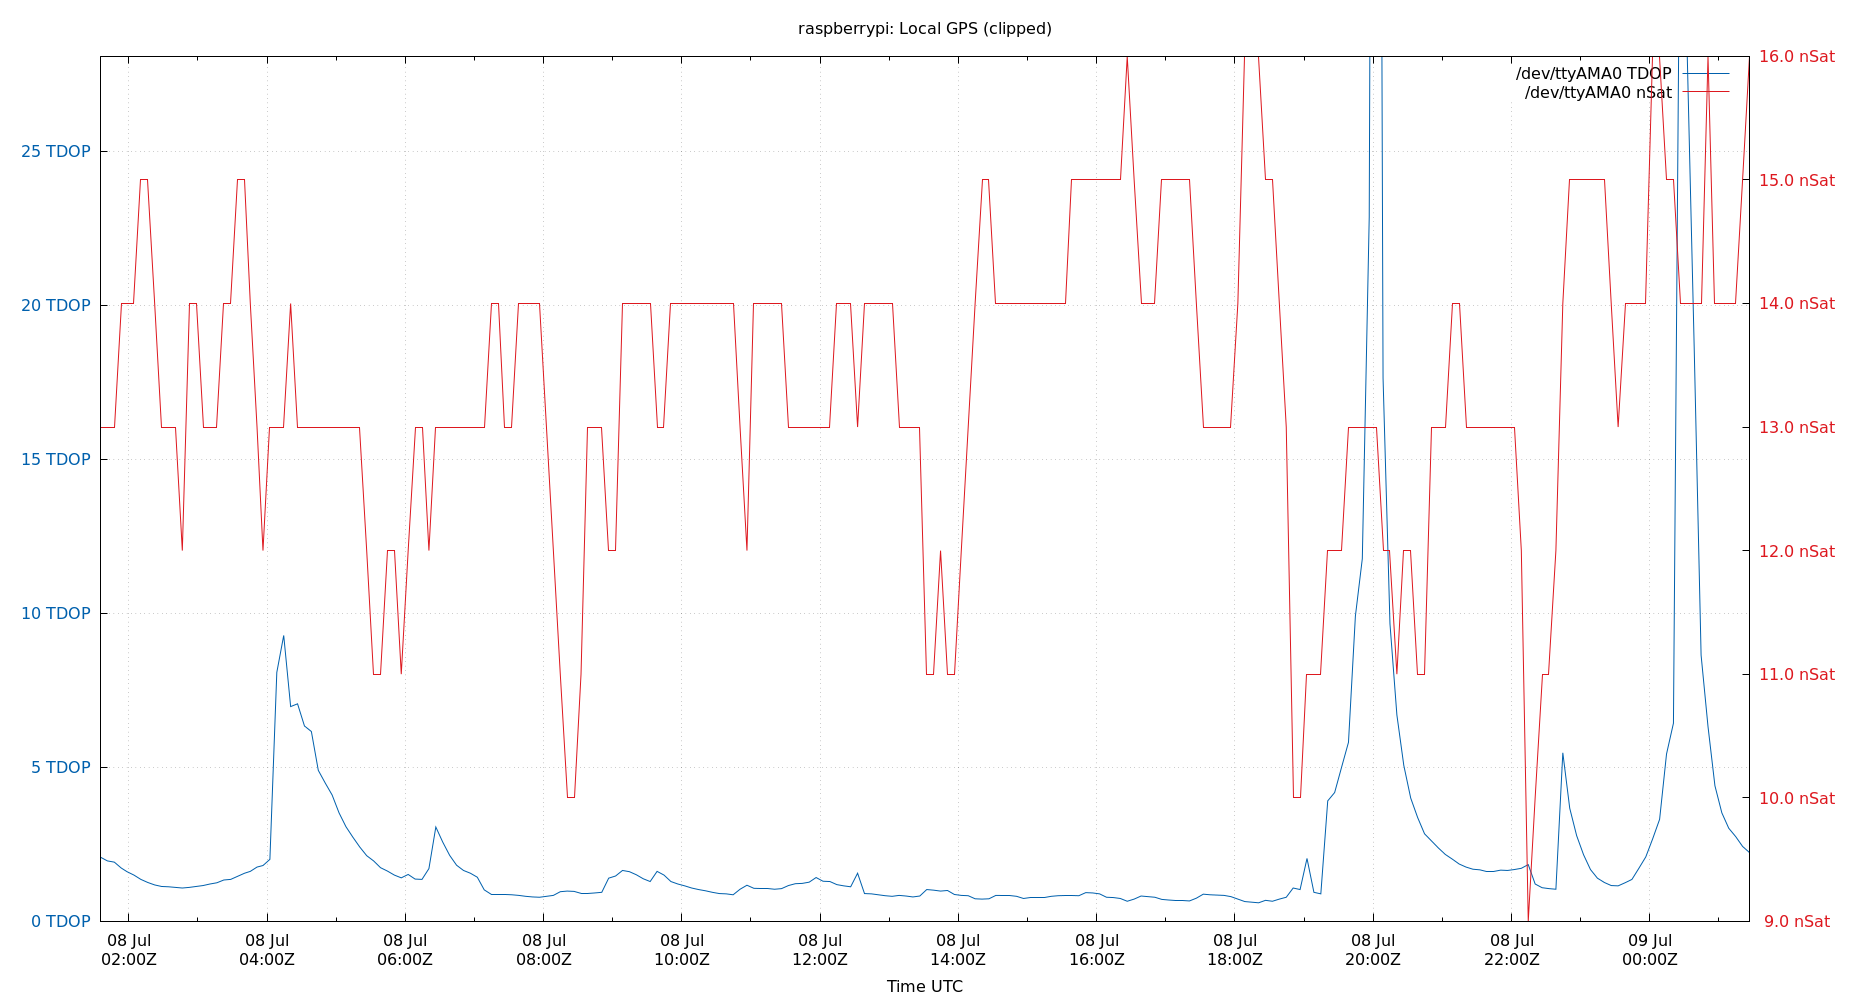 raspberrypi: Local GPS (clipped)
/dev/ttyAMA0 TDOP
/dev/ttyAMA0 nSat
25 TDOP
20 TDOP
15 TDOP
10 TDOP
5 TDOP
0 TDOP
16.0 nSat
15.0 nSat
14.0 nSat
13.0 nSat
12.0 nSat
11.0 nSat
10.0 nSat
9.0 nSat
08 Jul 08 Jul 08 Jul 08 Jul 08 Jul 08 Jul 08 Jul 08 Jul 08 Jul 08 Jul 08 Jul 09 Jul
02:00Z 04:00Z 06:00Z 08:00Z 10:00Z 12:00Z 14:00Z 16:00Z 18:00Z 20:00Z 22:00Z 00:00Z
Time UTC